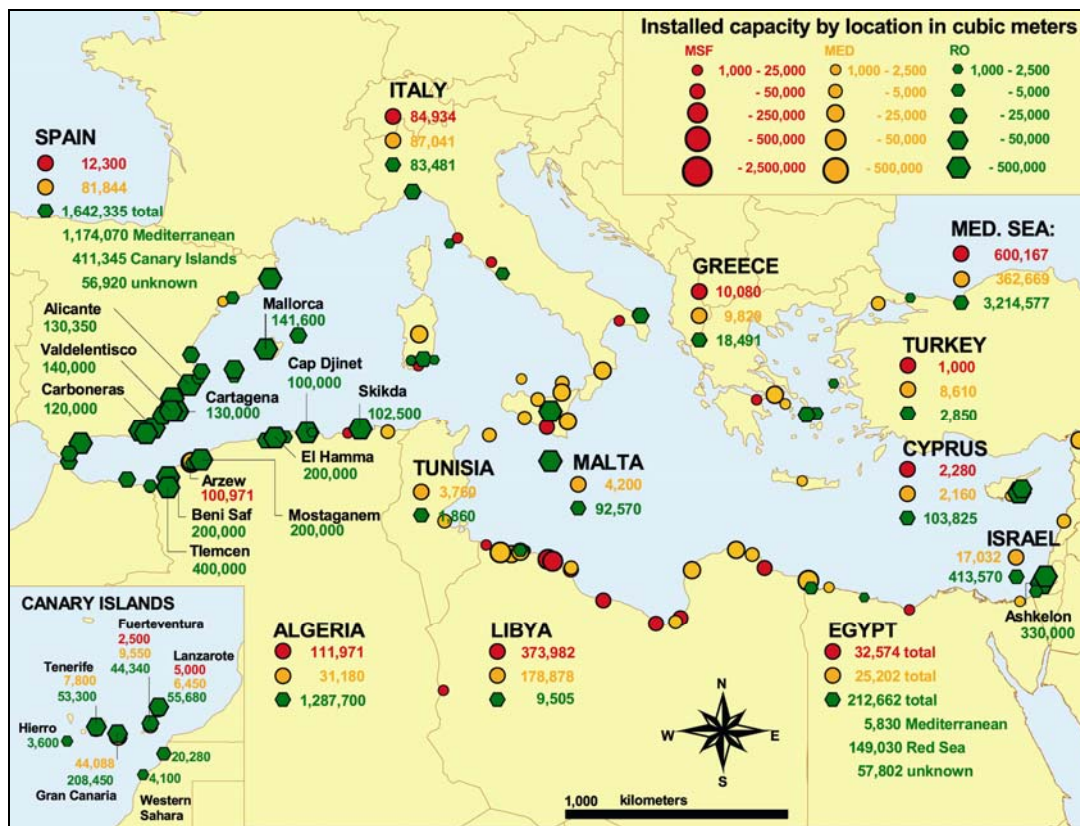 Installed capacity by location in cubic meters
MSF
MED
RO
1,000 - 25,000
1,000 - 2,500
1,000 - 2,500
- 50,000
- 5,000
- 5,000
- 250,000
- 25,000
- 25,000
- 500,000
- 50,000
- 50,000
- 2,500,000
- 500,000
- 500,000
ITALY
84,934
87,041
83,481
SPAIN
12,300
81,844
1,642,335 total
1,174,070 Mediterranean
411,345 Canary Islands
56,920 unknown
MED. SEA:
600,167
362,669
3,214,577
GREECE
10,080
9,829
18,491
TURKEY
1,000
8,610
2,850
Alicante
130,350
Valdelentisco
140,000
Carboneras
120,000
Mallorca
141,600
Cartagena
130,000
Cap Djinet
100,000
Skikda
102,500
El Hamma
200,000
Arzew
100,971
Beni Saf
200,000
Mostaganem
200,000
Tlemcen
400,000
TUNISIA
3,760
1,860
MALTA
4,200
92,570
CYPRUS
2,280
2,160
103,825
ISRAEL
17,032
413,570
Ashkelon
330,000
CANARY ISLANDS
Fuerteventura
2,500
9,550
44,340
Lanzarote
5,000
6,450
55,680
Tenerife
7,800
53,300
Hierro
3,600
44,088
208,450
Gran Canaria
20,280
4,100
Western
Sahara
ALGERIA
111,971
31,180
1,287,700
LIBYA
373,982
178,878
9,505
EGYPT
32,574 total
25,202 total
212,662 total
5,830 Mediterranean
149,030 Red Sea
57,802 unknown
N
W
E
S
1,000 kilometers